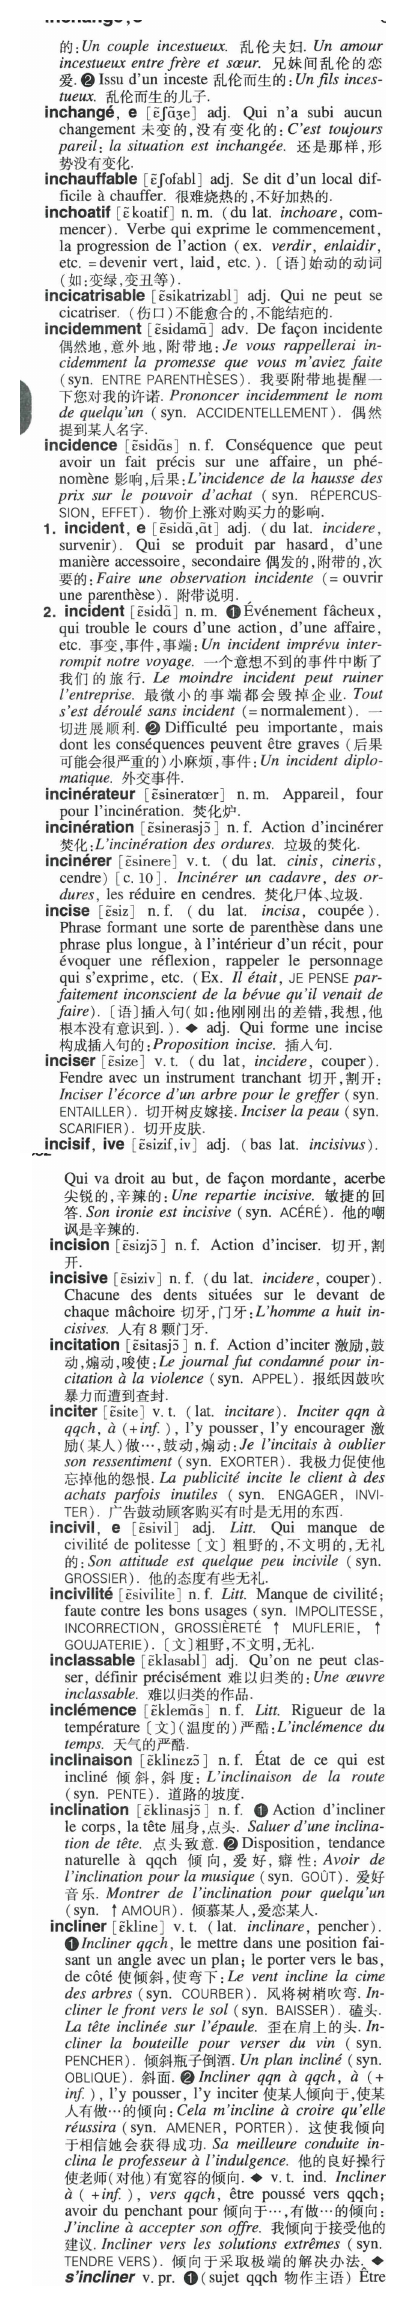 的:Un couple incestueux. 乱伦夫妇. Un amour
incestueux entre frère et sœur. 兄妹间乱伦的恋
爱. ❷ Issu d'un inceste 乱伦而生的:Un fils inces-
tueux. 乱伦而生的儿子.
inchangé, e [ɛ̃ʃɑ̃ʒe] adj. Qui n'a subi aucun
changement 未变的,没有变化的: C'est toujours
pareil: la situation est inchangée. 还是那样,形
势没有变化.
inchauffable [ɛ̃ʃofabl] adj. Se dit d'un local dif-
ficile à chauffer. 很难烧热的,不好加热的.
inchoatif [ɛ̃koatif] n. m. (du lat. inchoare, com-
mencer). Verbe qui exprime le commencement,
la progression de l'action (ex. verdir, enlaidir,
etc. =devenir vert, laid, etc.). 〔语〕始动的动词
(如:变绿,变丑等).
incicatrisable [ɛ̃sikatrizabl] adj. Qui ne peut se
cicatriser. (伤口)不能愈合的,不能结疤的.
incidemment [ɛ̃sidamɑ̃] adv. De façon incidente
偶然地,意外地,附带地:Je vous rappellerai in-
cidemment la promesse que vous m'aviez faite
(syn. ENTRE PARENTHÈSES). 我要附带地提醒一
下您对我的许诺. Prononcer incidemment le nom
de quelqu'un (syn. ACCIDENTELLEMENT). 偶然
提到某人名字.
incidence [ɛ̃sidɑ̃s] n. f. Conséquence que peut
avoir un fait précis sur une affaire, un phé-
nomène 影响,后果:L'incidence de la hausse des
prix sur le pouvoir d'achat (syn. RÉPERCUS-
SION, EFFET). 物价上涨对购买力的影响.
1. incident, e [ɛ̃sidɑ̃,ɑ̃t] adj. (du lat. incidere,
survenir). Qui se produit par hasard, d'une
manière accessoire, secondaire 偶发的,附带的,次
要的:Faire une observation incidente (= ouvrir
une parenthèse). 附带说明.
2. incident [ɛ̃sidɑ̃] n. m. ❶Événement fâcheux,
qui trouble le cours d'une action, d'une affaire,
etc. 事变,事件,事端:Un incident imprévu inter-
rompit notre voyage. 一个意想不到的事件中断了
我们的旅行. Le moindre incident peut ruiner
l'entreprise. 最微小的事端都会毁掉企业. Tout
s'est déroulé sans incident (=normalement). 一
切进展顺利. ❷ Difficulté peu importante, mais
dont les conséquences peuvent être graves (后果
可能会很严重的)小麻烦,事件:Un incident diplo-
matique. 外交事件.
incinérateur [ɛ̃sineratœr] n. m. Appareil, four
pour l'incinération. 焚化炉.
incinération [ɛ̃sinerasjɔ̃] n. f. Action d'incinérer
焚化:L'incinération des ordures. 垃圾的焚化.
incinérer [ɛ̃sinere] v. t. (du lat. cinis, cineris,
cendre) [c. 10]. Incinérer un cadavre, des or-
dures, les réduire en cendres. 焚化尸体、垃圾.
incise [ɛ̃siz] n. f. (du lat. incisa, coupée).
Phrase formant une sorte de parenthèse dans une
phrase plus longue, à l'intérieur d'un récit, pour
évoquer une réflexion, rappeler le personnage
qui s'exprime, etc. (Ex. Il était, JE PENSE par-
faitement inconscient de la bévue qu'il venait de
faire). 〔语〕插入句(如:他刚刚出的差错,我想,他
根本没有意识到.). ◆ adj. Qui forme une incise
构成插入句的:Proposition incise. 插入句.
inciser [ɛ̃size] v. t. (du lat, incidere, couper).
Fendre avec un instrument tranchant 切开,割开:
Inciser l'écorce d'un arbre pour le greffer (syn.
ENTAILLER). 切开树皮嫁接. Inciser la peau (syn.
SCARIFIER). 切开皮肤.
incisif, ive [ɛ̃sizif,iv] adj. (bas lat. incisivus).
Qui va droit au but, de façon mordante, acerbe
尖锐的,辛辣的:Une repartie incisive. 敏捷的回
答. Son ironie est incisive (syn. ACÉRÉ). 他的嘲
讽是辛辣的.
incision [ɛ̃sizjɔ̃] n. f. Action d'inciser. 切开,割
开.
incisive [ɛ̃siziv] n. f. (du lat. incidere, couper).
Chacune des dents situées sur le devant de
chaque mâchoire 切牙,门牙:L'homme a huit in-
cisives. 人有8颗门牙.
incitation [ɛ̃sitasjɔ̃] n. f. Action d'inciter 激励,鼓
动,煽动,唆使:Le journal fut condamné pour in-
citation à la violence (syn. APPEL). 报纸因鼓吹
暴力而遭到查封.
inciter [ɛ̃site] v. t. (lat. incitare). Inciter qqn à
qqch, à (+inf.), l'y pousser, l'y encourager 激
励(某人)做…,鼓动,煽动:Je l'incitais à oublier
son ressentiment (syn. EXORTER). 我极力促使他
忘掉他的怨恨. La publicité incite le client à des
achats parfois inutiles (syn. ENGAGER, INVI-
TER). 广告鼓动顾客购买有时是无用的东西.
incivil, e [ɛ̃sivil] adj. Litt. Qui manque de
civilité de politesse 〔文〕粗野的,不文明的,无礼
的:Son attitude est quelque peu incivile (syn.
GROSSIER). 他的态度有些无礼.
incivilité [ɛ̃sivilite] n. f. Litt. Manque de civilité;
faute contre les bons usages (syn. IMPOLITESSE,
INCORRECTION, GROSSIÈRETÉ ↑ MUFLERIE, ↑
GOUJATERIE). 〔文〕粗野,不文明,无礼.
inclassable [ɛ̃klasabl] adj. Qu'on ne peut clas-
ser, définir précisément 难以归类的:Une œuvre
inclassable. 难以归类的作品.
inclémence [ɛ̃klemɑ̃s] n. f. Litt. Rigueur de la
température 〔文〕(温度的)严酷:L'inclémence du
temps. 天气的严酷.
inclinaison [ɛ̃klinɛzɔ̃] n. f. État de ce qui est
incliné 倾斜,斜度: L'inclinaison de la route
(syn. PENTE). 道路的坡度.
inclination [ɛ̃klinasjɔ̃] n. f. ❶ Action d'incliner
le corps, la tête 屈身,点头. Saluer d'une inclina-
tion de tête. 点头致意. ❷ Disposition, tendance
naturelle à qqch 倾向,爱好,癖性: Avoir de
l'inclination pour la musique (syn. GOÛT). 爱好
音乐. Montrer de l'inclination pour quelqu'un
(syn. ↑AMOUR). 倾慕某人,爱恋某人.
incliner [ɛ̃kline] v. t. (lat. inclinare, pencher).
❶Incliner qqch, le mettre dans une position fai-
sant un angle avec un plan; le porter vers le bas,
de côté 使倾斜,使弯下:Le vent incline la cime
des arbres (syn. COURBER). 风将树梢吹弯. In-
cliner le front vers le sol (syn. BAISSER). 磕头.
La tête inclinée sur l'épaule. 歪在肩上的头. In-
cliner la bouteille pour verser du vin (syn.
PENCHER). 倾斜瓶子倒酒. Un plan incliné (syn.
OBLIQUE). 斜面. ❷ Incliner qqn à qqch, à (+
inf.), l'y pousser, l'y inciter 使某人倾向于,使某
人有做…的倾向:Cela m'incline à croire qu'elle
réussira (syn. AMENER, PORTER). 这使我倾向
于相信她会获得成功. Sa meilleure conduite in-
clina le professeur à l'indulgence. 他的良好操行
使老师(对他)有宽容的倾向. ◆ v. t. ind. Incliner
à (+inf.), vers qqch, être poussé vers qqch;
avoir du penchant pour 倾向于…,有做…的倾向:
J'incline à accepter son offre. 我倾向于接受他的
建议. Incliner vers les solutions extrêmes (syn.
TENDRE VERS). 倾向于采取极端的解决办法. ◆
s'incliner v. pr. ❶(sujet qqch 物作主语) Être